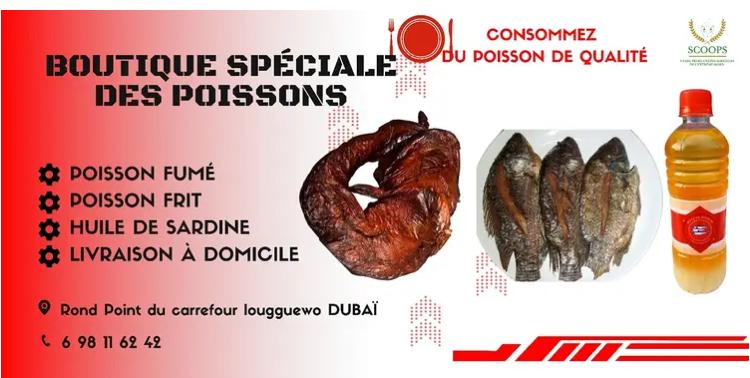 BOUTIQUE SPÉCIALE
DES POISSONS
CONSOMMEZ
DU POISSON DE QUALITÉ
SCOOPS
POISSON FUMÉ
POISSON FRIT
HUILE DE SARDINE
LIVRAISON À DOMICILE
Rond Point du carrefour lougguewo DUBAÏ
6 98 11 62 42